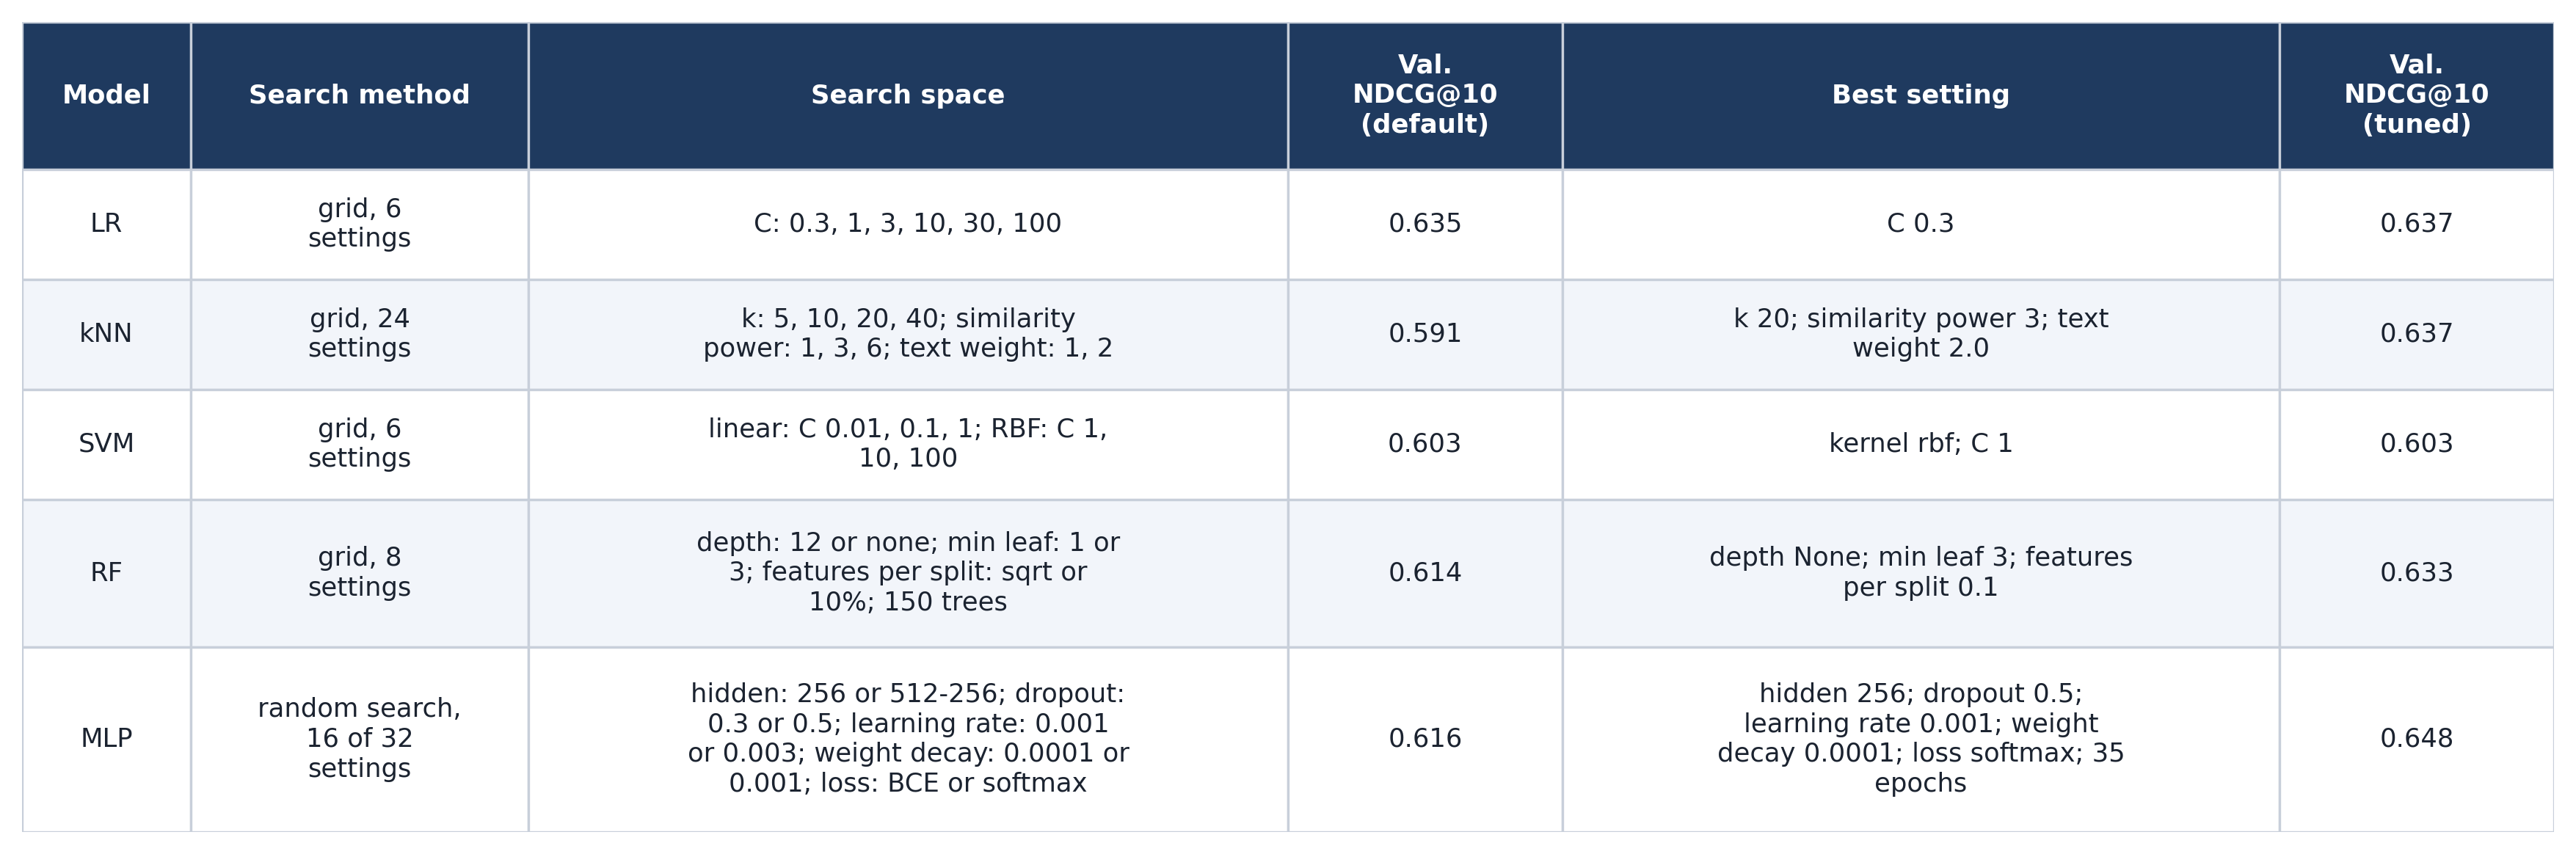 Model
Search method
Search space
Val.
NDCG@10
(default)
Best setting
Val.
NDCG@10
(tuned)
LR
grid, 6
settings
C: 0.3, 1, 3, 10, 30, 100
0.635
C 0.3
0.637
kNN
grid, 24
settings
k: 5, 10, 20, 40; similarity
power: 1, 3, 6; text weight: 1, 2
0.591
k 20; similarity power 3; text
weight 2.0
0.637
SVM
grid, 6
settings
linear: C 0.01, 0.1, 1; RBF: C 1,
10, 100
0.603
kernel rbf; C 1
0.603
RF
grid, 8
settings
depth: 12 or none; min leaf: 1 or
3; features per split: sqrt or
10%; 150 trees
0.614
depth None; min leaf 3; features
per split 0.1
0.633
MLP
random search,
16 of 32
settings
hidden: 256 or 512-256; dropout:
0.3 or 0.5; learning rate: 0.001
or 0.003; weight decay: 0.0001 or
0.001; loss: BCE or softmax
0.616
hidden 256; dropout 0.5;
learning rate 0.001; weight
decay 0.0001; loss softmax; 35
epochs
0.648